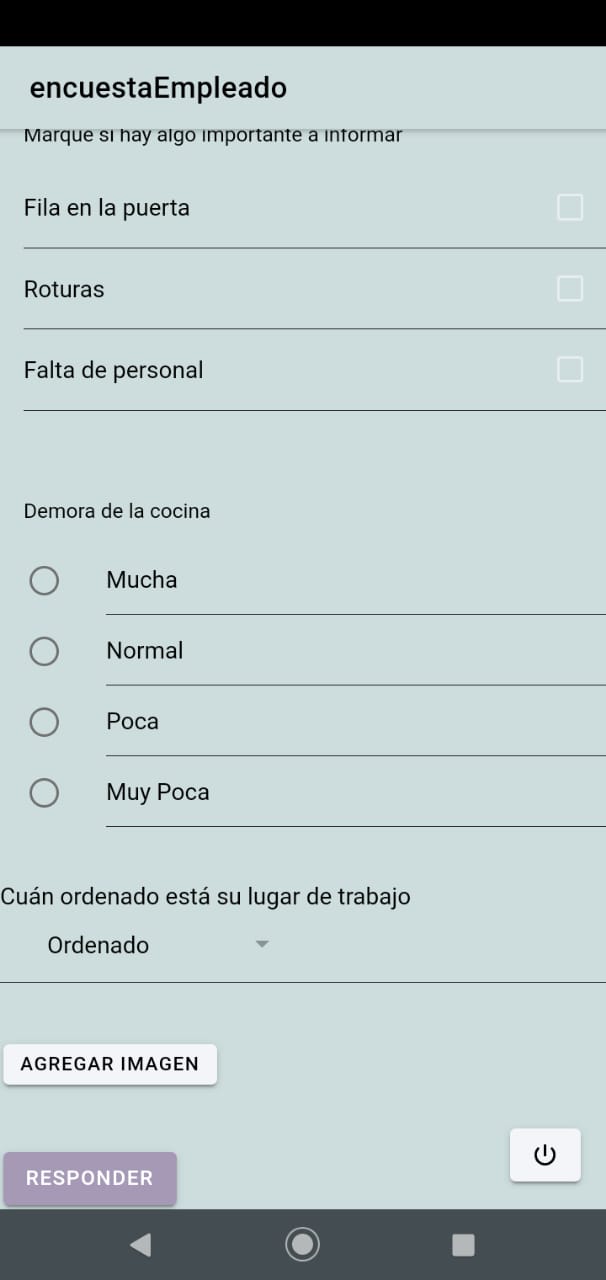 encuestaEmpleado
Marque si hay algo importante a informar
Fila en la puerta
Roturas
Falta de personal
Demora de la cocina
Mucha
Normal
Poca
Muy Poca
Cuán ordenado está su lugar de trabajo
Ordenado
AGREGAR IMAGEN
RESPONDER